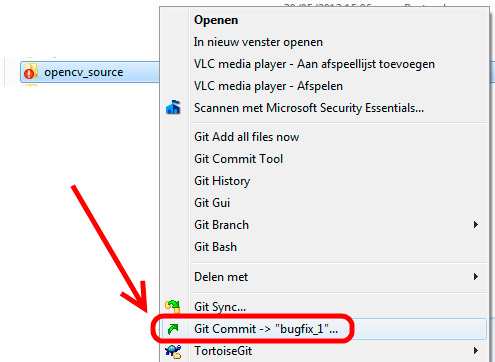 Openen
In nieuw venster openen
opencv_source
VLC media player - Aan afspeellijst toevoegen
VLC media player - Afspelen
Scannen met Microsoft Security Essentials...
Git Add all files now
Git Commit Tool
Git History
Git Gui
Git Branch
Git Bash
Delen met
Git Sync...
Git Commit -> "bugfix_1"...
TortoiseGit